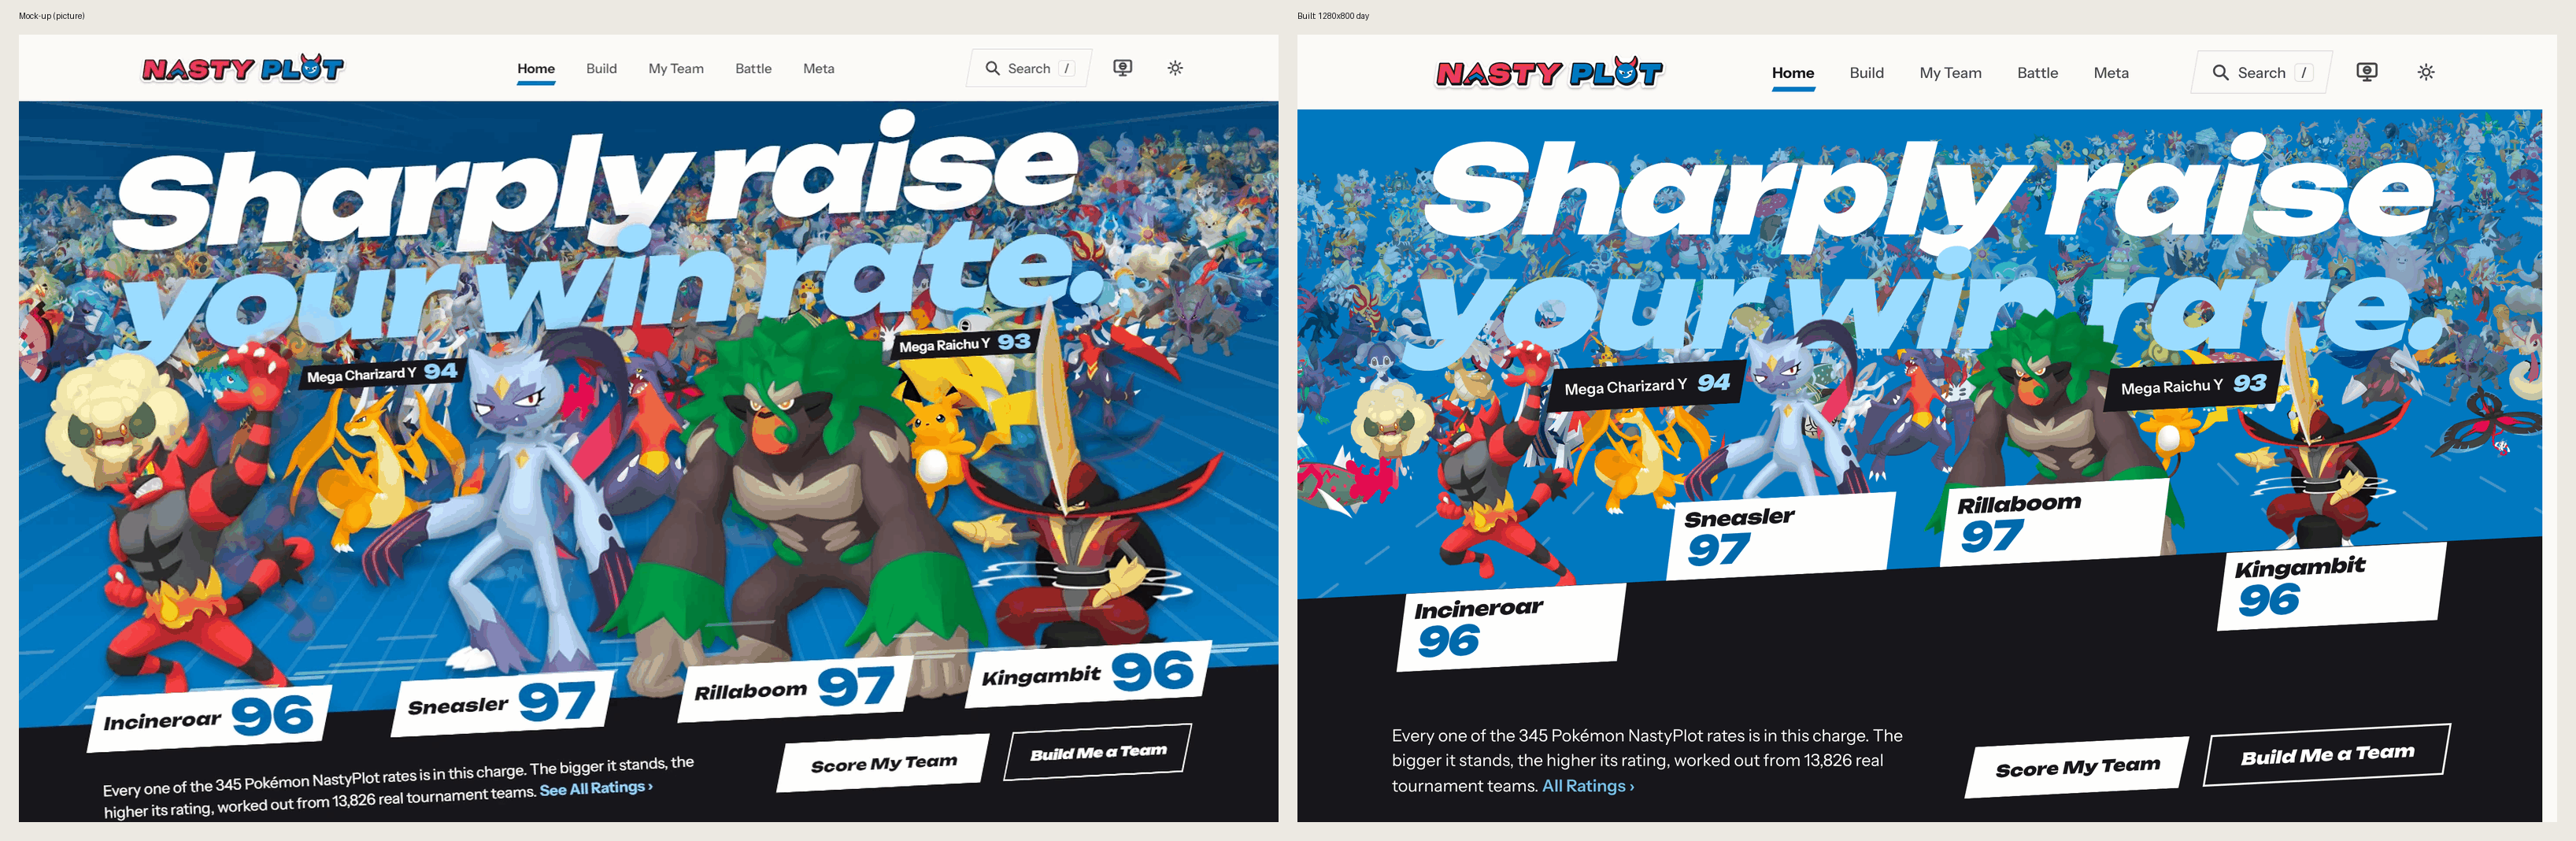 Mock-up (picture)
NASTY PLOT
Home Build My Team Battle Meta
Search /
Sharply raise
your win rate.
Mega Charizard Y 94
Mega Raichu Y 93
Incineroar 96
Sneasler 97
Rillaboom 97
Kingambit 96
Every one of the 345 Pokémon NastyPlot rates is in this charge. The bigger it stands, the
higher its rating, worked out from 13,826 real tournament teams. See All Ratings ›
Score My Team
Build Me a Team
Built 1280x800 day
NASTY PLOT
Home Build My Team Battle Meta
Search /
Sharply raise
your win rate.
Mega Charizard Y 94
Mega Raichu Y 93
Sneasler
97
Rillaboom
97
Kingambit
96
Incineroar
96
Every one of the 345 Pokémon NastyPlot rates is in this charge. The
bigger it stands, the higher its rating, worked out from 13,826 real
tournament teams. All Ratings ›
Score My Team
Build Me a Team